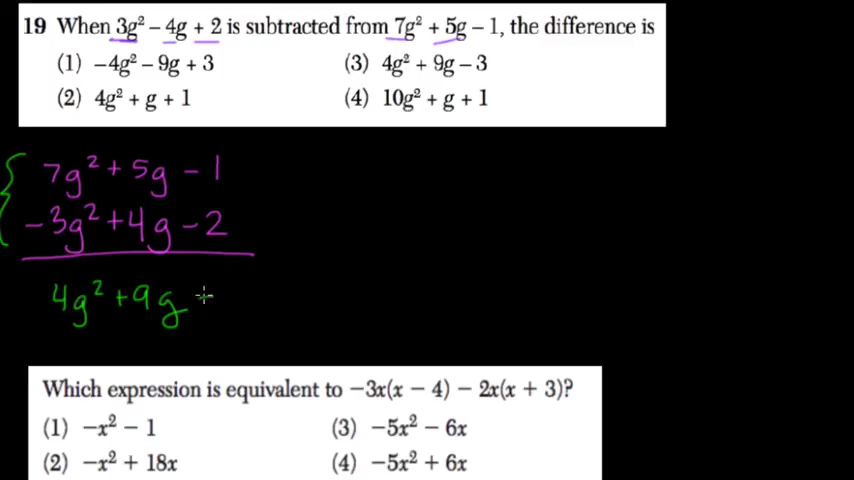 19 When 3g² − 4g + 2 is subtracted from 7g² + 5g − 1, the difference is
(1) −4g² − 9g + 3 (3) 4g² + 9g − 3
(2) 4g² + g + 1 (4) 10g² + g + 1
7g² + 5g − 1
−3g² + 4g − 2
4g² + 9g
Which expression is equivalent to −3x(x − 4) − 2x(x + 3)?
(1) −x² − 1 (3) −5x² − 6x
(2) −x² + 18x (4) −5x² + 6x